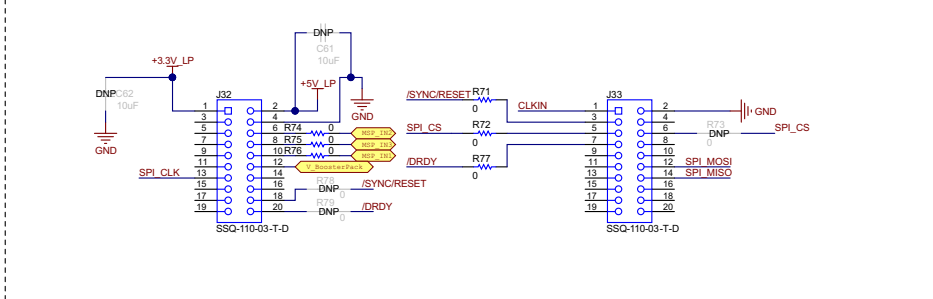 DNP
C61
10uF
+3.3V_LP
+5V_LP
DNP C62
10uF
GND
GND
J32
1 2
3 4
5 6
7 8
9 10
11 12
13 14
15 16
17 18
19 20
SSQ-110-03-T-D
SPI_CLK
R74 0 MSP_IN2
R75 0 MSP_IN3
R76 0 MSP_IN1
V_BoosterPack
R78
DNP
0
/SYNC/RESET
R79
DNP
0
/DRDY
/SYNC/RESET R71
0
SPI_CS R72
0
/DRDY R77
0
CLKIN
J33
1 2
3 4
5 6
7 8
9 10
11 12
13 14
15 16
17 18
19 20
SSQ-110-03-T-D
GND
R73
DNP
0
SPI_CS
SPI_MOSI
SPI_MISO